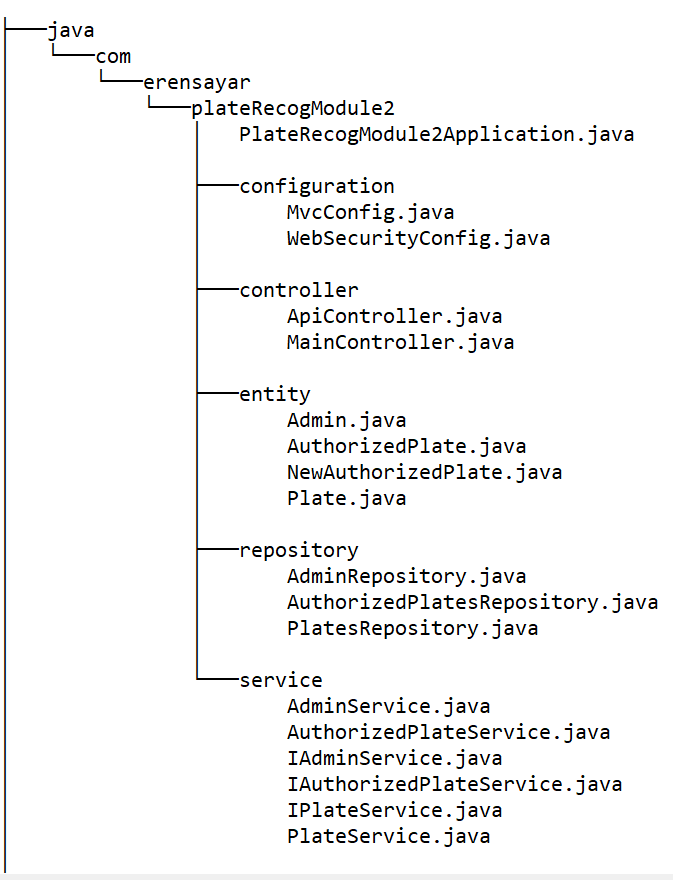 java
com
erensayar
plateRecogModule2
PlateRecogModule2Application.java
configuration
MvcConfig.java
WebSecurityConfig.java
controller
ApiController.java
MainController.java
entity
Admin.java
AuthorizedPlate.java
NewAuthorizedPlate.java
Plate.java
repository
AdminRepository.java
AuthorizedPlatesRepository.java
PlatesRepository.java
service
AdminService.java
AuthorizedPlateService.java
IAdminService.java
IAuthorizedPlateService.java
IPlateService.java
PlateService.java